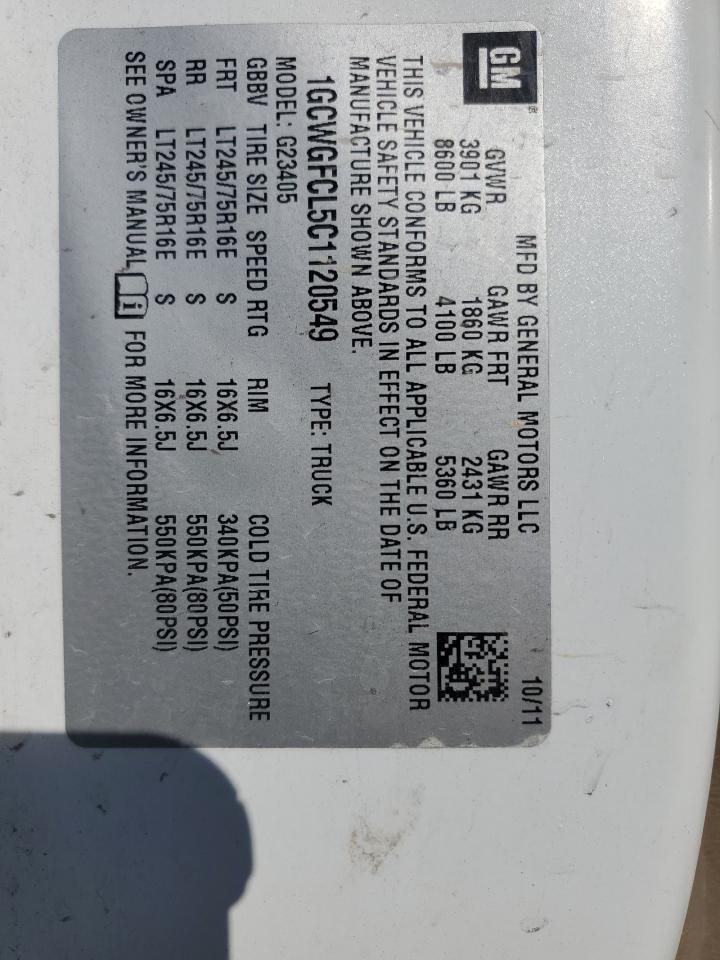 GM
MFD BY GENERAL MOTORS LLC 10/11
GVWR GAWR FRT GAWR RR
3901 KG 1860 KG 2431 KG
8600 LB 4100 LB 5360 LB
THIS VEHICLE CONFORMS TO ALL APPLICABLE U.S. FEDERAL MOTOR
VEHICLE SAFETY STANDARDS IN EFFECT ON THE DATE OF
MANUFACTURE SHOWN ABOVE.
1GCWGFCL5C1120549 TYPE: TRUCK
MODEL: G23405
GBBV TIRE SIZE SPEED RTG RIM COLD TIRE PRESSURE
FRT LT245/75R16E S 16X6.5J 340KPA(50PSI)
RR LT245/75R16E S 16X6.5J 550KPA(80PSI)
SPA LT245/75R16E S 16X6.5J 550KPA(80PSI)
SEE OWNER'S MANUAL i FOR MORE INFORMATION.